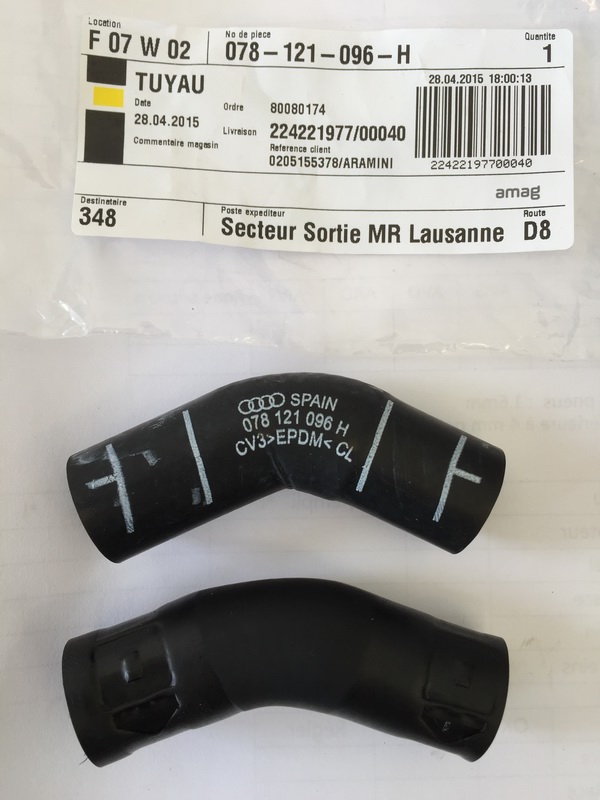 Location
F 07 W 02
No de piece
078-121-096-H
Quantite
1
TUYAU
Date
28.04.2015
Commentaire magasin
Ordre 80080174
Livraison 224221977/00040
Reference client
0205155378/ARAMINI
28.04.2015 18:00:13
22422197700040
amag
Destinataire
348
Poste expediteur
Secteur Sortie MR Lausanne
Route
D8
SPAIN
078 121 096 H
CV3>EPDM< CL